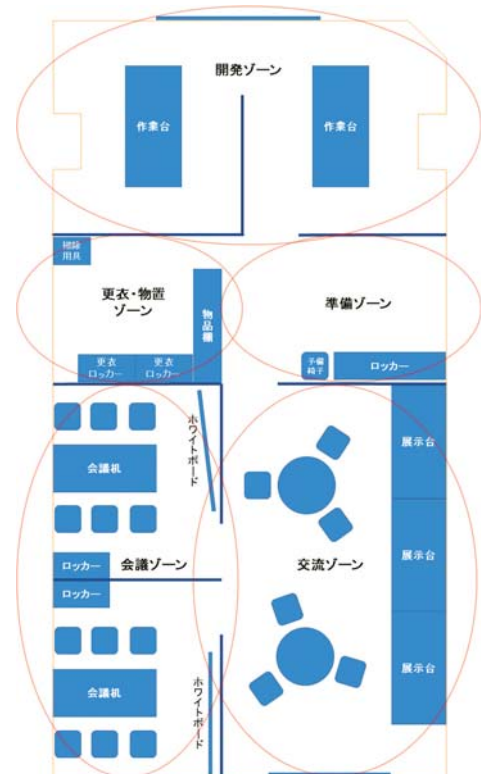 開発ゾーン
作業台
作業台
掃除
用具
更衣・物置
ゾーン
物品棚
準備ゾーン
更衣
ロッカー
更衣
ロッカー
予備
椅子
ロッカー
ホワイトボード
展示台
会議机
ロッカー
会議ゾーン
交流ゾーン
展示台
ロッカー
会議机
ホワイトボード
展示台